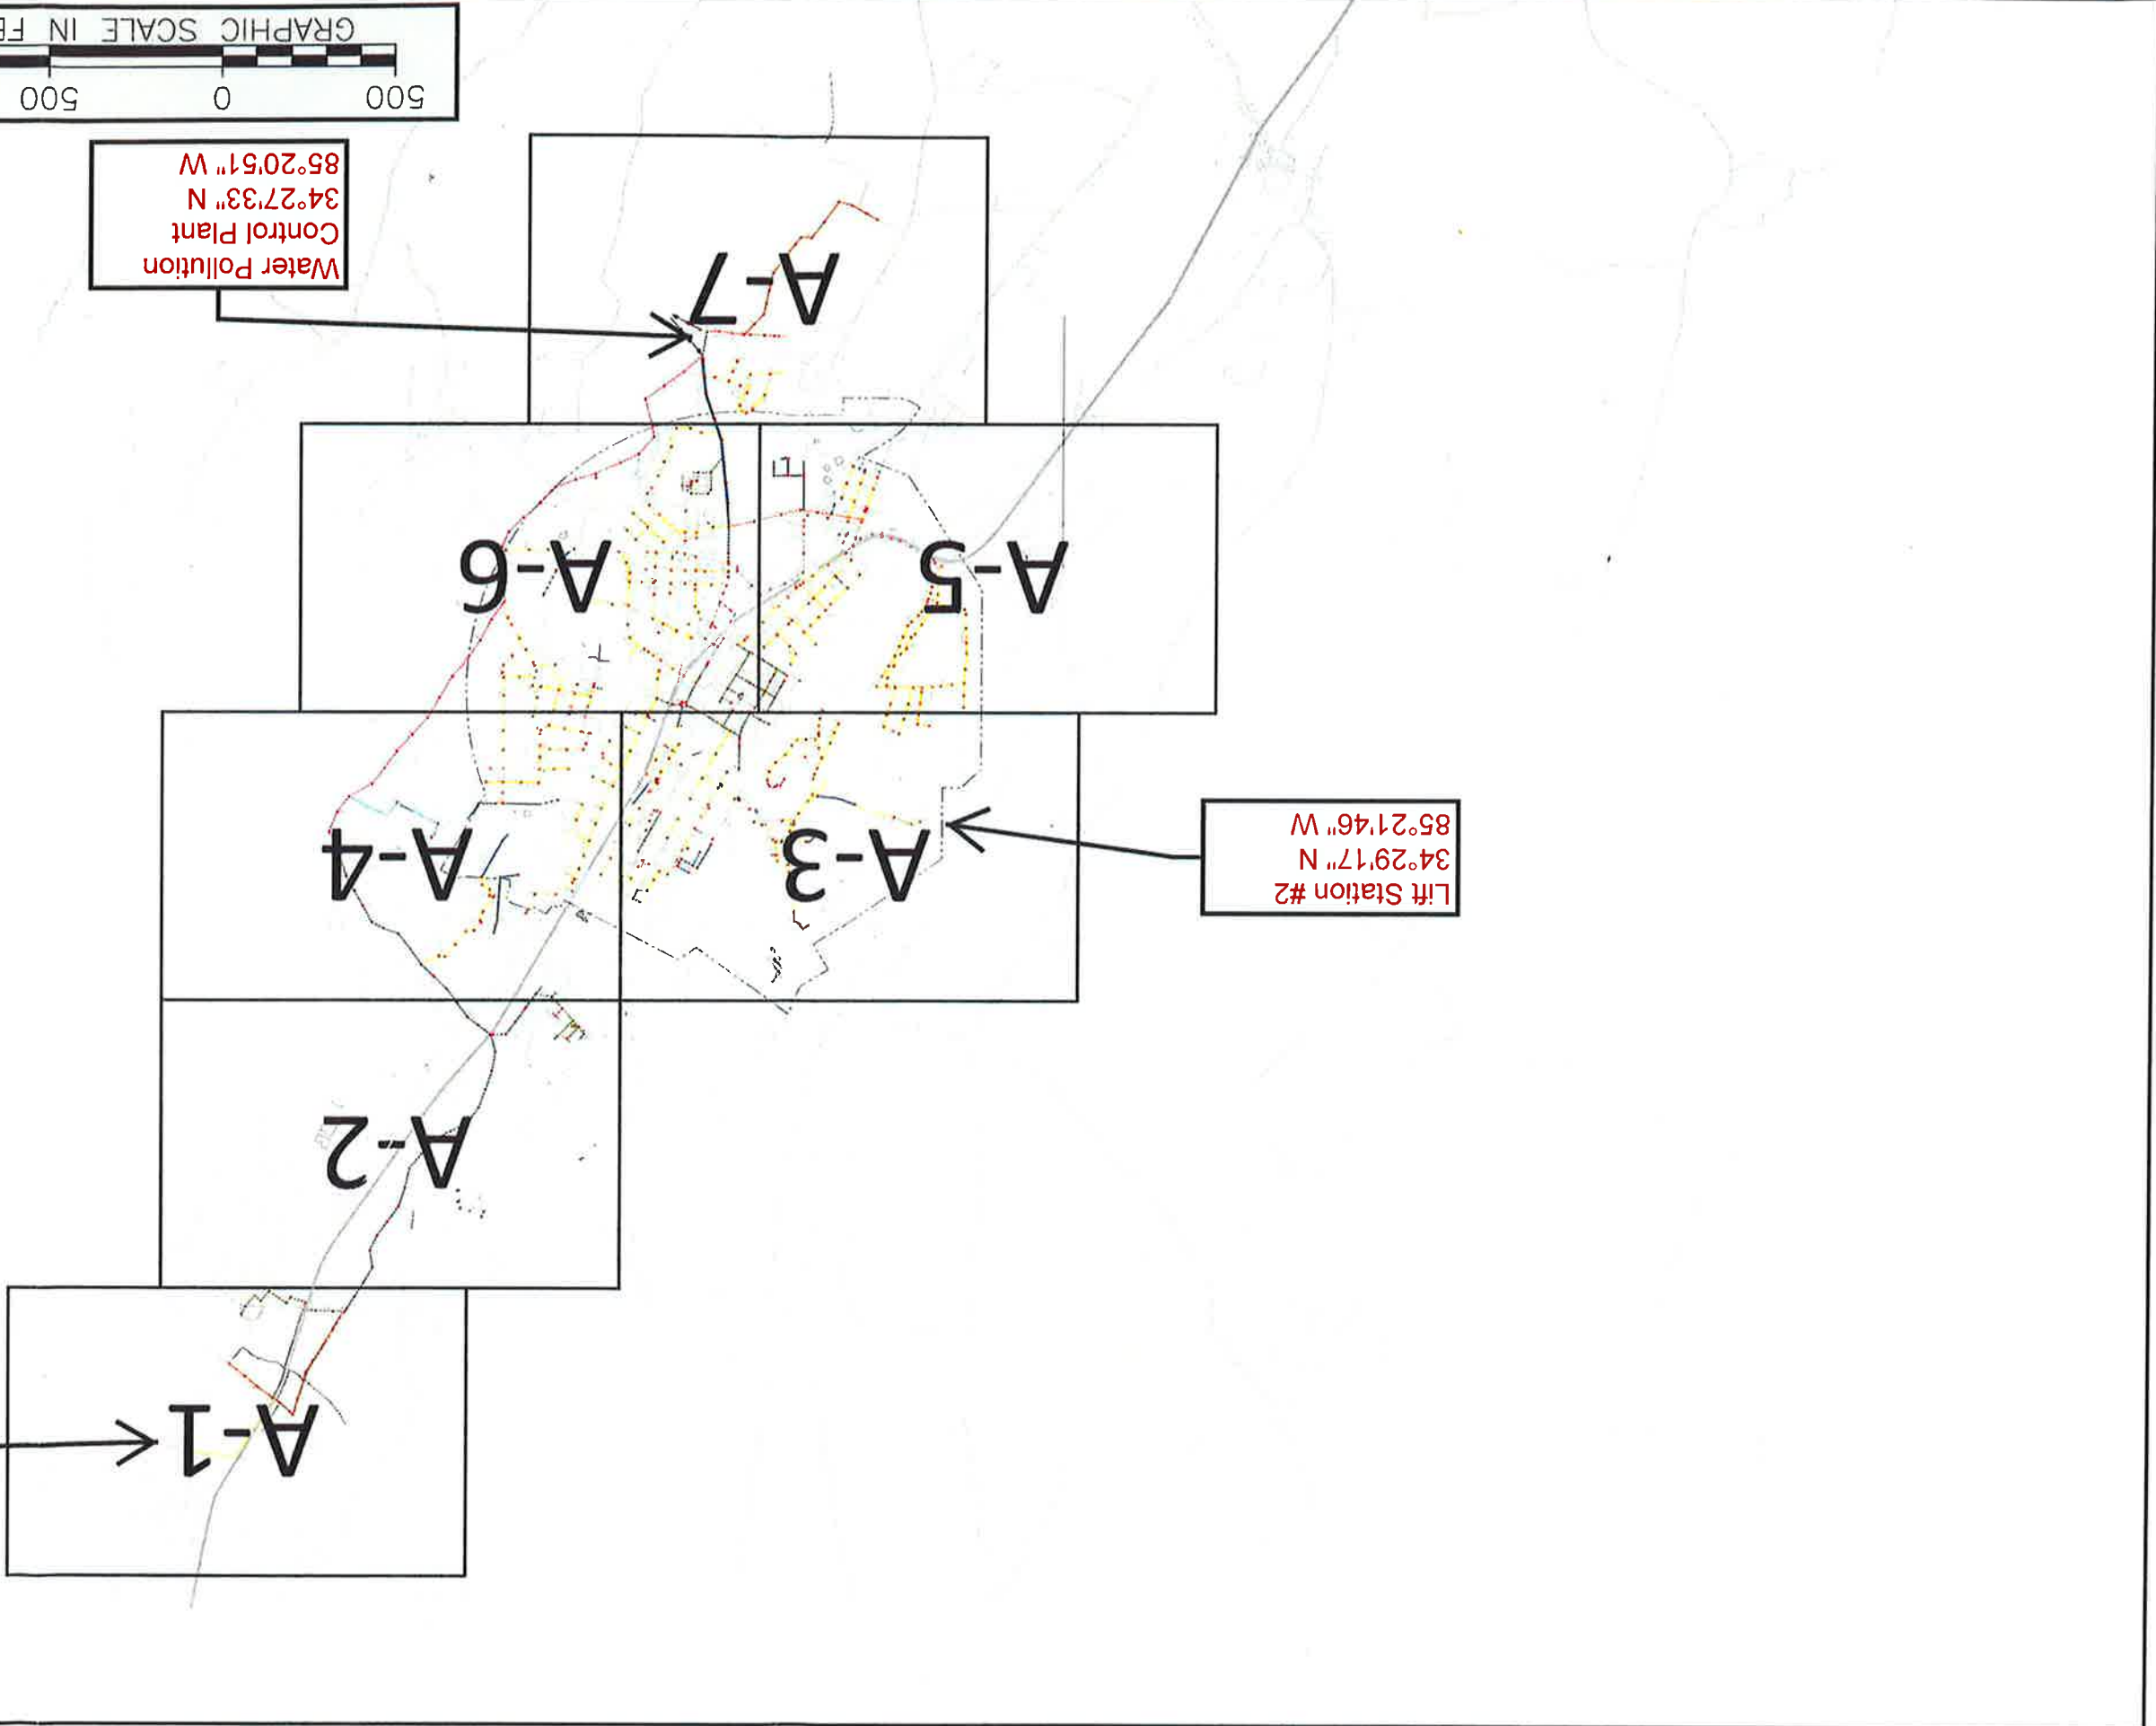 A-1
A-2
Lift Station #2
34°29'17" N
85°21'46" W
A-3
A-4
A-5
A-6
A-7
Water Pollution
Control Plant
34°27'33" N
85°20'51" W
500 0 500
GRAPHIC SCALE IN